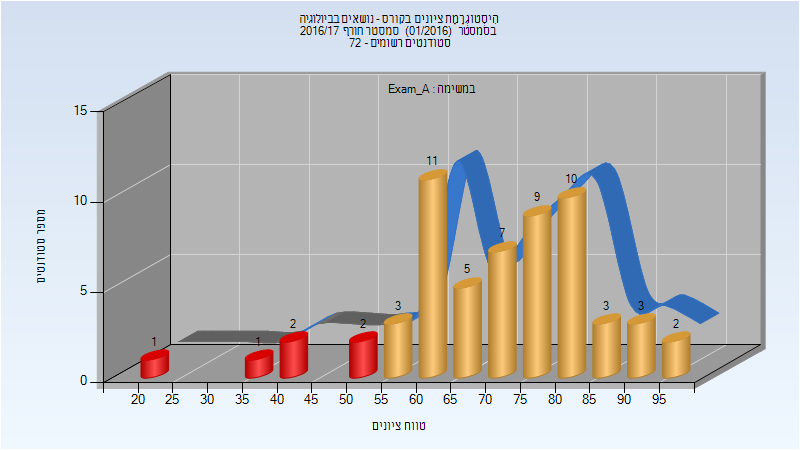 היסטוגרמת ציונים בקורס - נושאים בביולוגיה
בסמסטר (01/2016) סמסטר חורף 2016/17
סטודנטים רשומים - 72
במשימה : Exam_A
מספר סטודנטים
15
10
5
0
1
1
2
2
3
11
5
7
9
10
3
3
2
20 25 30 35 40 45 50 55 60 65 70 75 80 85 90 95
טווח ציונים